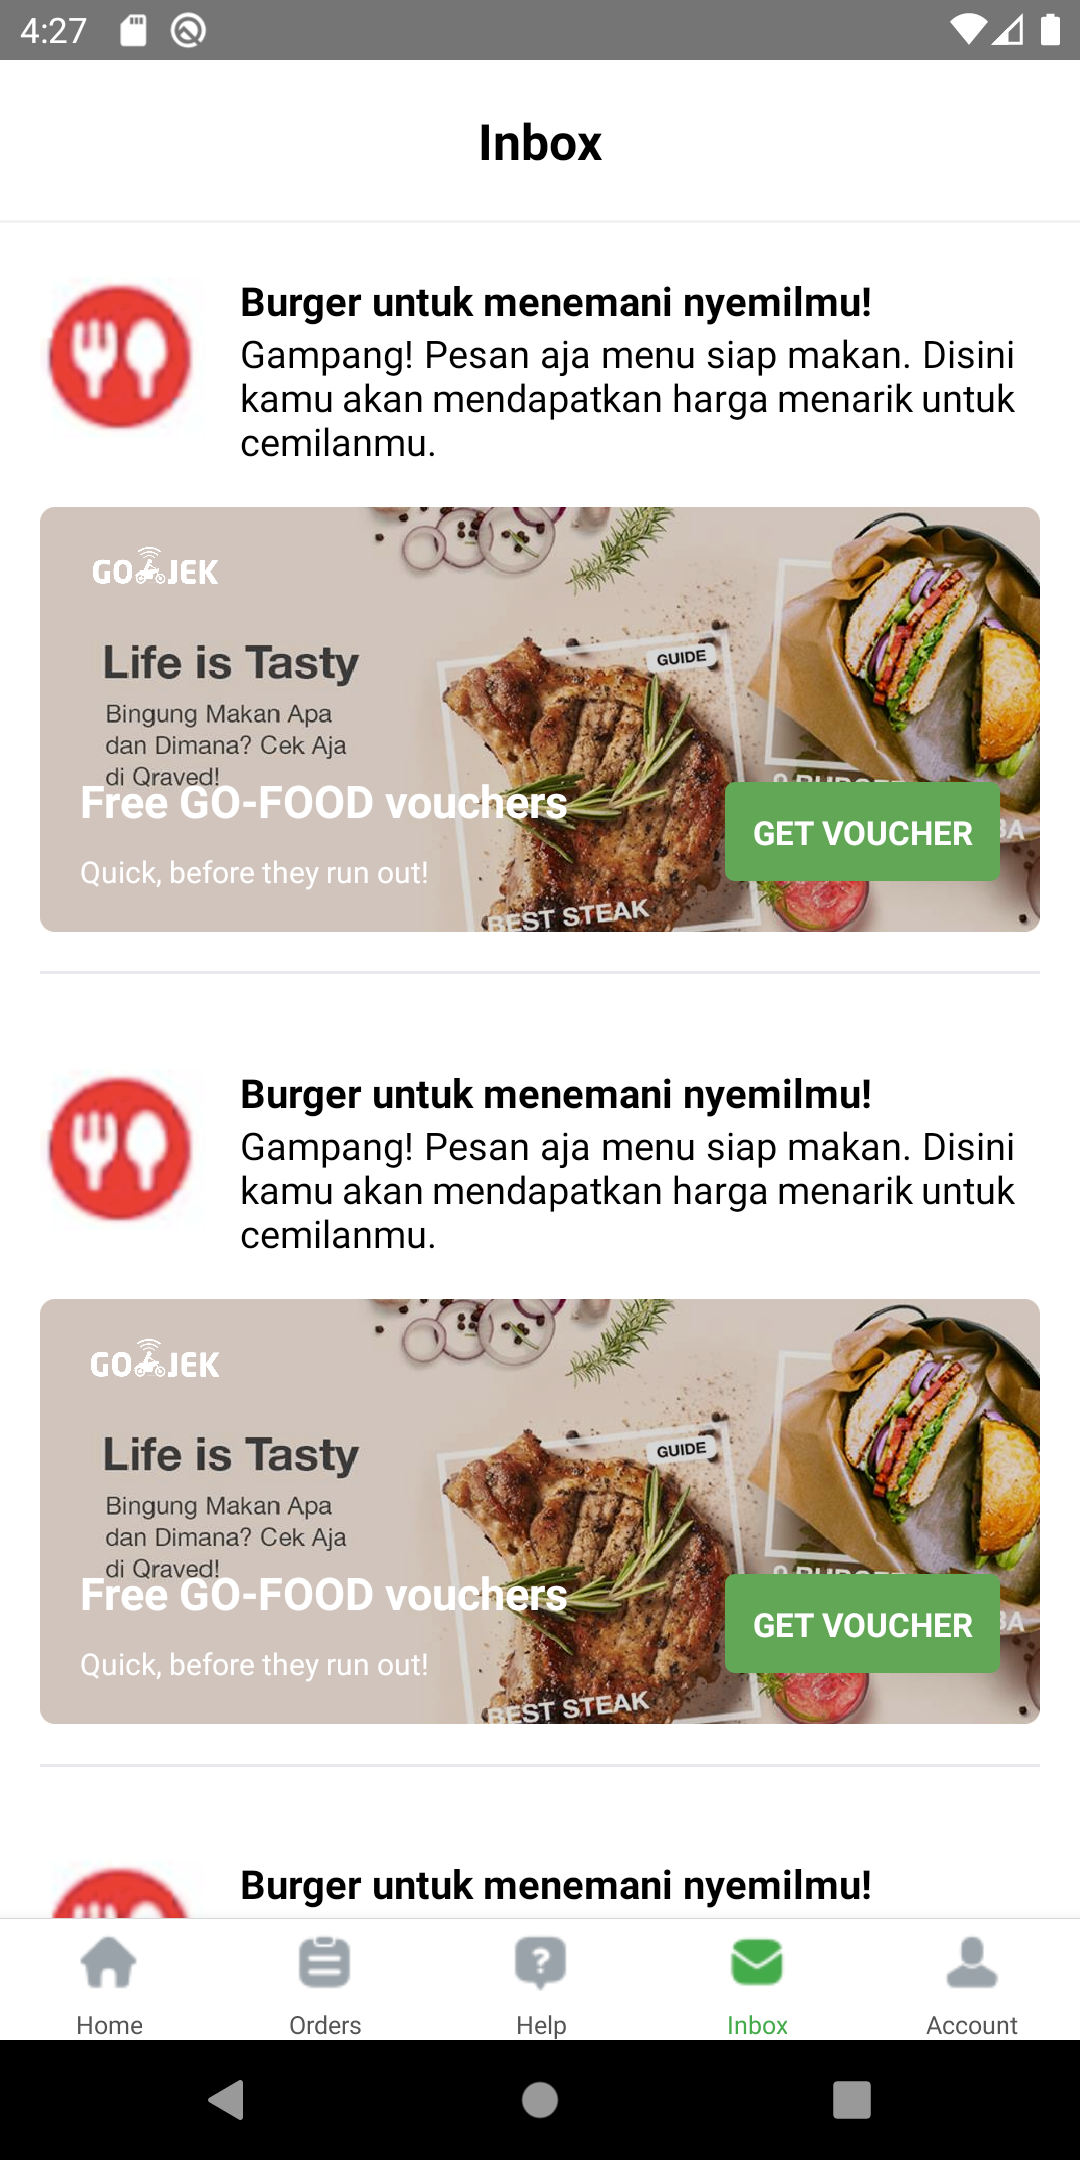 4:27
Inbox
Burger untuk menemani nyemilmu!
Gampang! Pesan aja menu siap makan. Disini
kamu akan mendapatkan harga menarik untuk
cemilanmu.
GO JEK
Life is Tasty
Bingung Makan Apa
dan Dimana? Cek Aja
di Qraved!
GUIDE
Free GO-FOOD vouchers
GET VOUCHER
Quick, before they run out!
BEST STEAK
Burger untuk menemani nyemilmu!
Gampang! Pesan aja menu siap makan. Disini
kamu akan mendapatkan harga menarik untuk
cemilanmu.
GO JEK
Life is Tasty
Bingung Makan Apa
dan Dimana? Cek Aja
di Qraved!
GUIDE
Free GO-FOOD vouchers
GET VOUCHER
Quick, before they run out!
BEST STEAK
Burger untuk menemani nyemilmu!
Home
Orders
Help
Inbox
Account